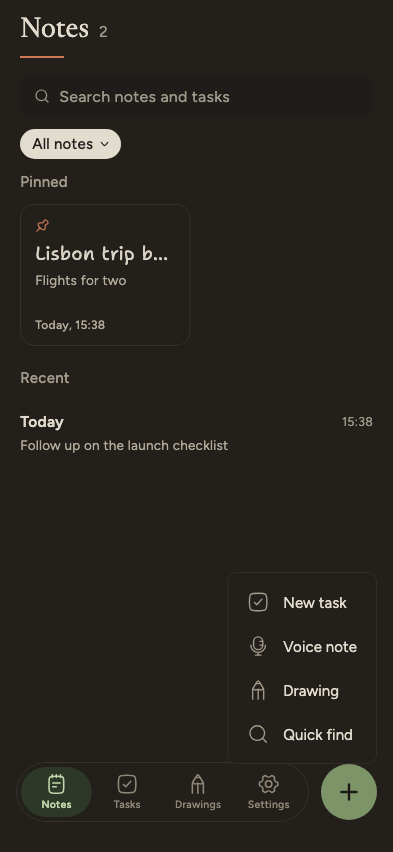 Notes 2
Search notes and tasks
All notes
Pinned
Lisbon trip b...
Flights for two
Today, 15:38
Recent
Today 15:38
Follow up on the launch checklist
New task
Voice note
Drawing
Quick find
Notes Tasks Drawings Settings